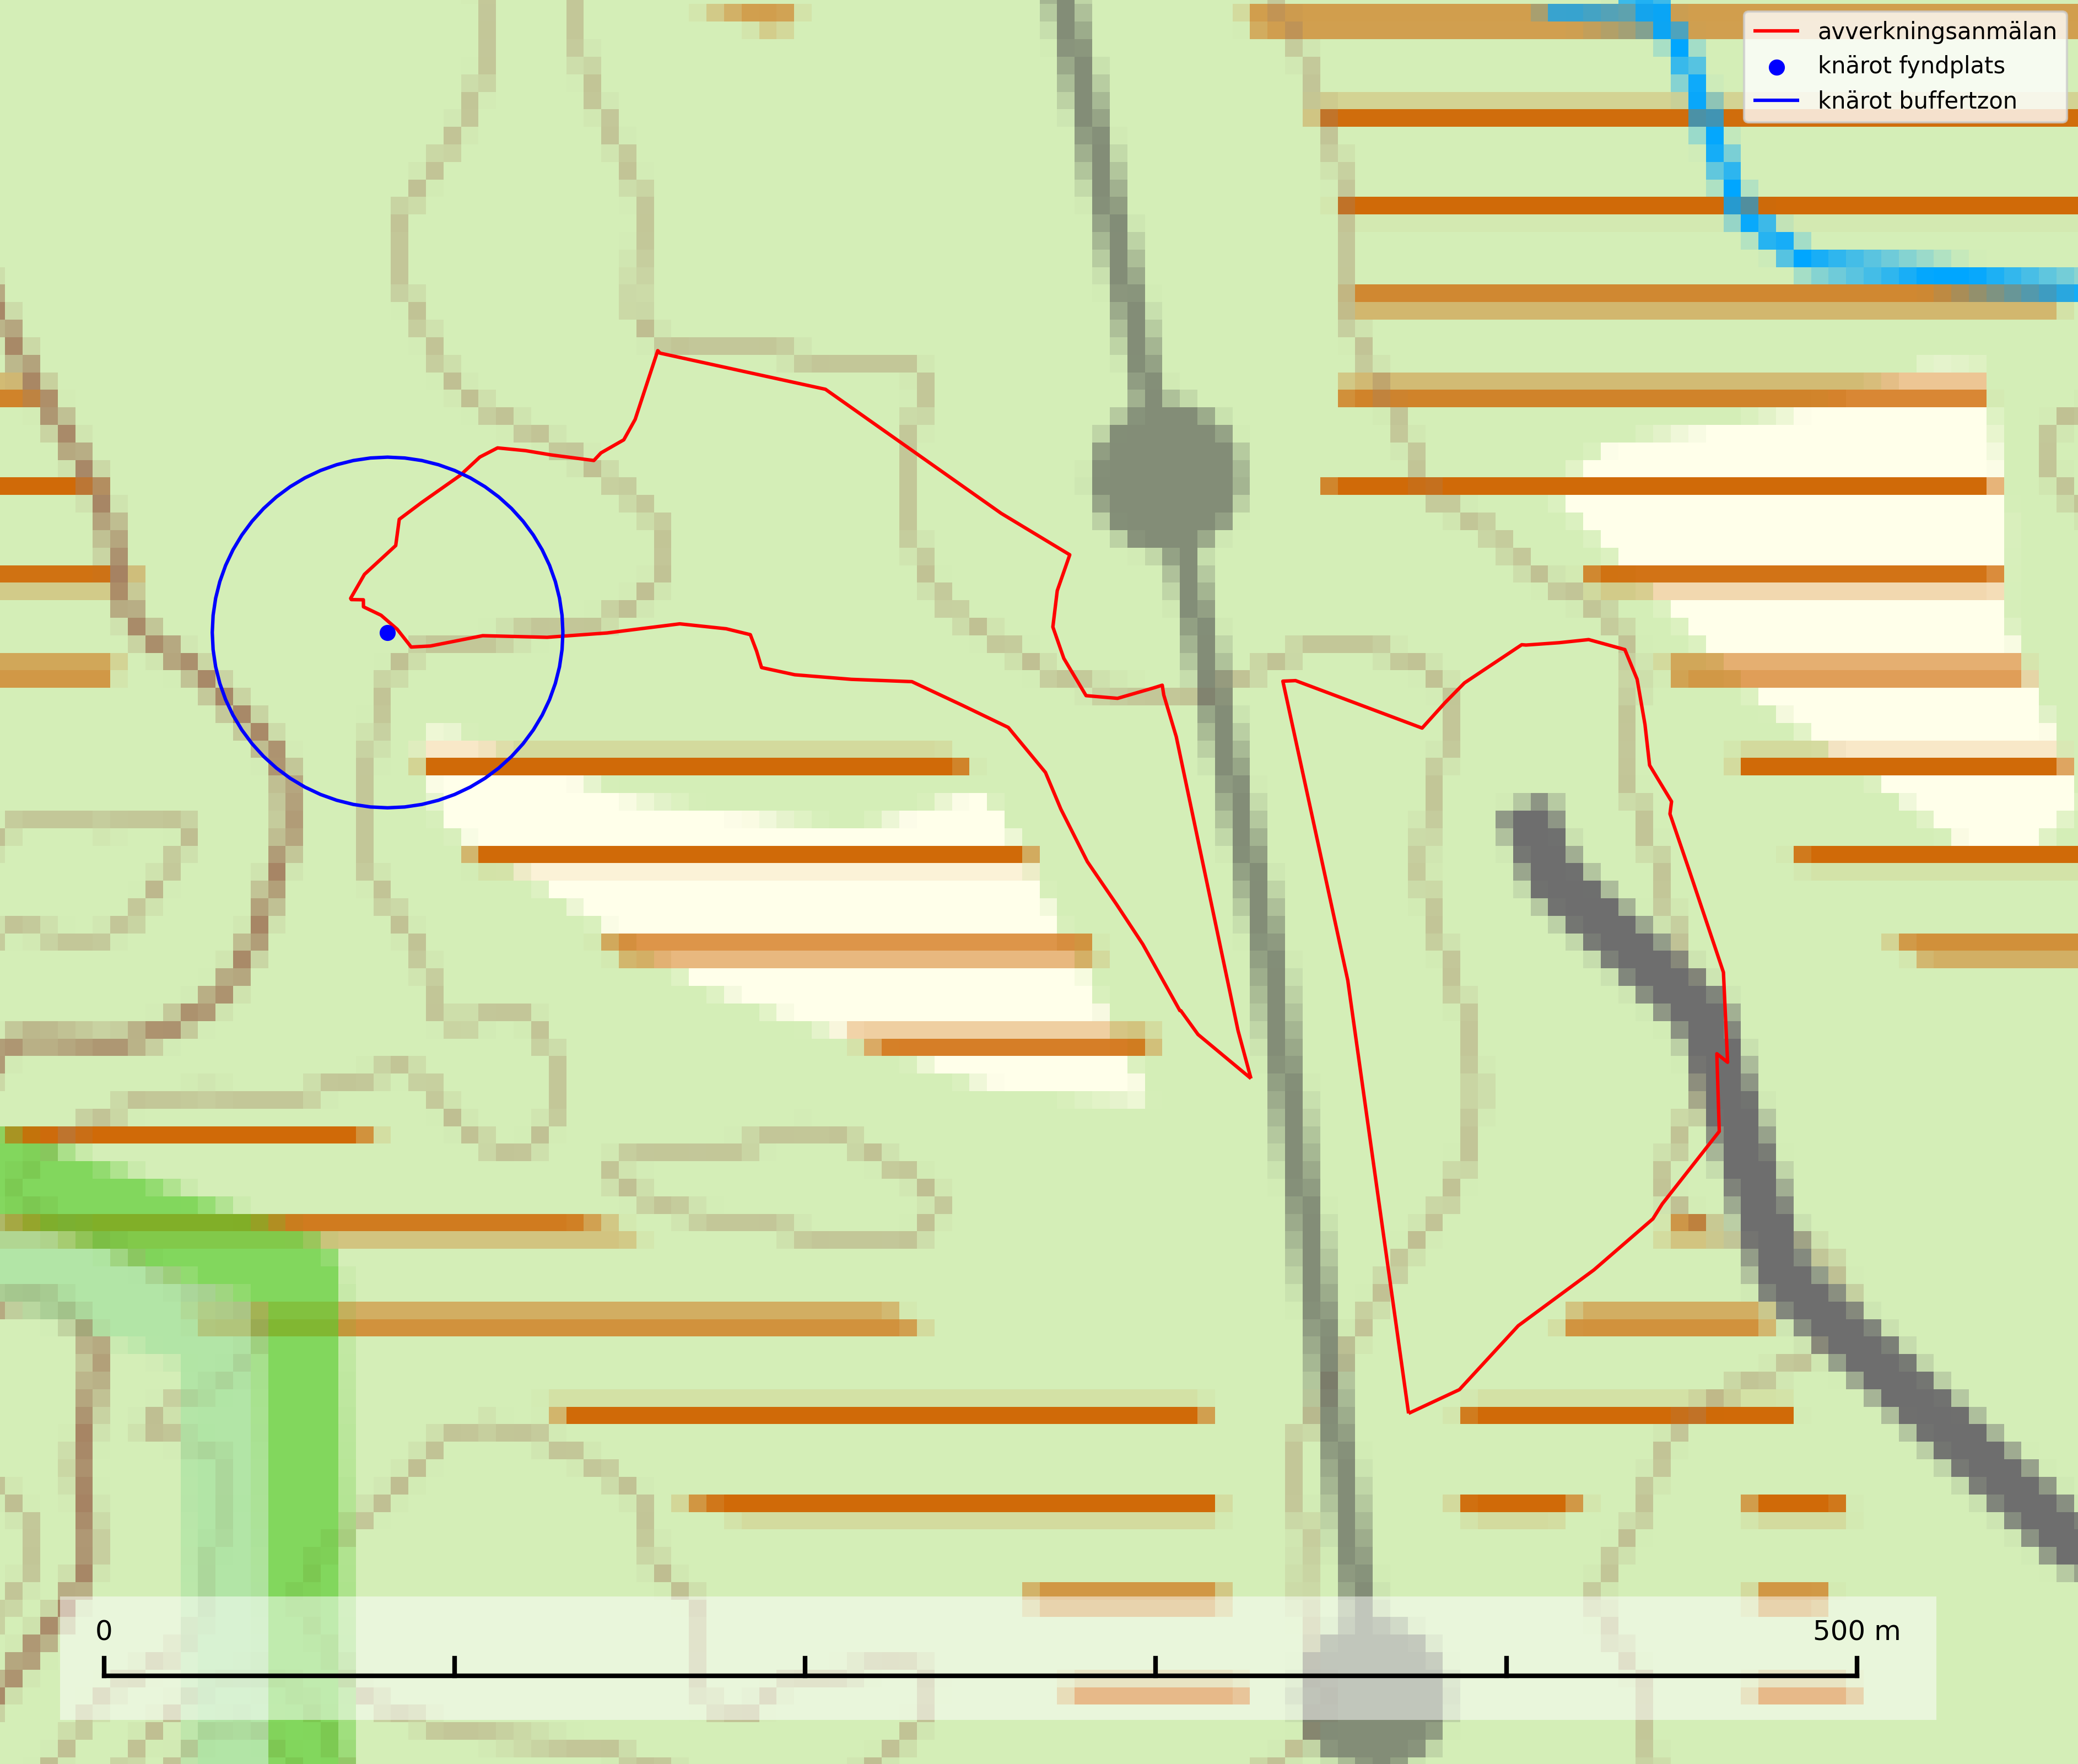 avverkningsanmälan
knärot fyndplats
knärot buffertzon
0
500 m